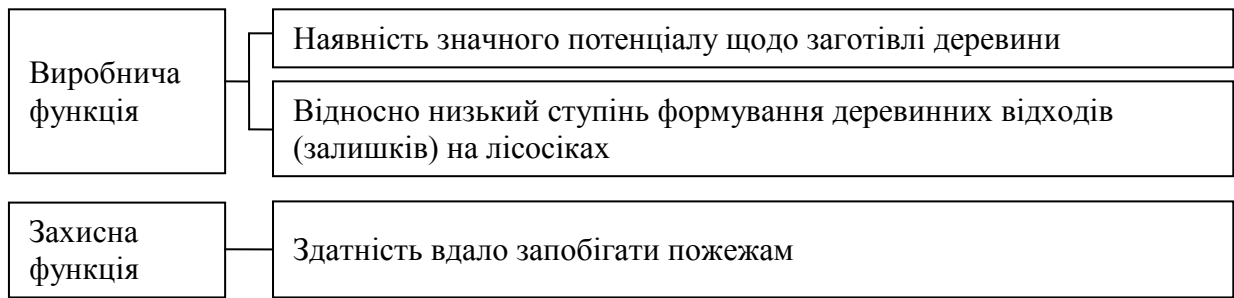 Виробнича
функція
Наявність значного потенціалу щодо заготівлі деревини
Відносно низький ступінь формування деревинних відходів
(залишків) на лісосіках
Захисна
функція
Здатність вдало запобігати пожежам